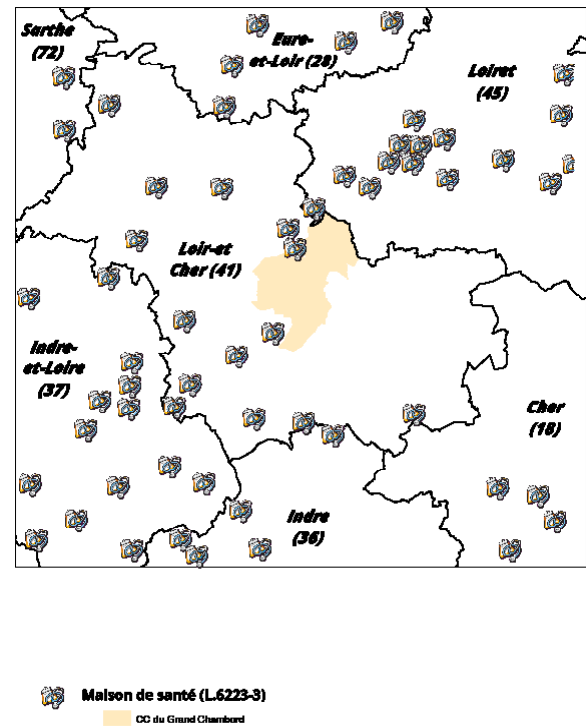 Sarthe
(72)
Eure-
et-Loir (28)
Loiret
(45)
Loir-et
Cher (41)
Indre-
et-Loire
(37)
Cher
(18)
Indre
(36)
Maison de santé (L.6223-3)
CC du Grand Chambord